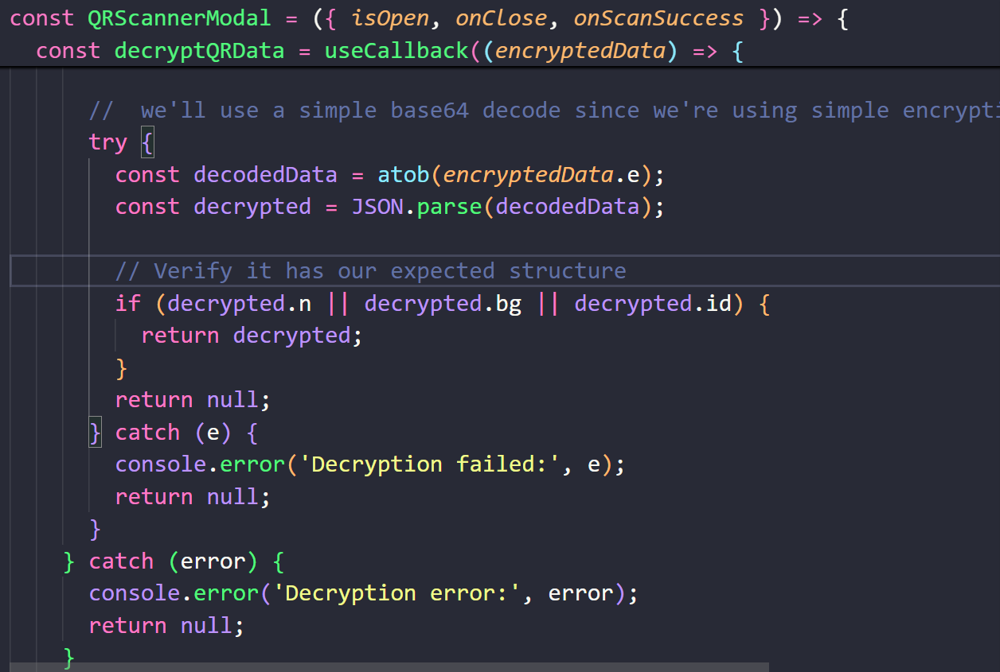 const QRScannerModal = ({ isOpen, onClose, onScanSuccess }) => {
const decryptQRData = useCallback((encryptedData) => {
// we'll use a simple base64 decode since we're using simple
try {
const decodedData = atob(encryptedData.e);
const decrypted = JSON.parse(decodedData);
// Verify it has our expected structure
if (decrypted.n || decrypted.bg || decrypted.id) {
return decrypted;
}
return null;
} catch (e) {
console.error('Decryption failed:', e);
return null;
}
} catch (error) {
console.error('Decryption error:', error);
return null;
}